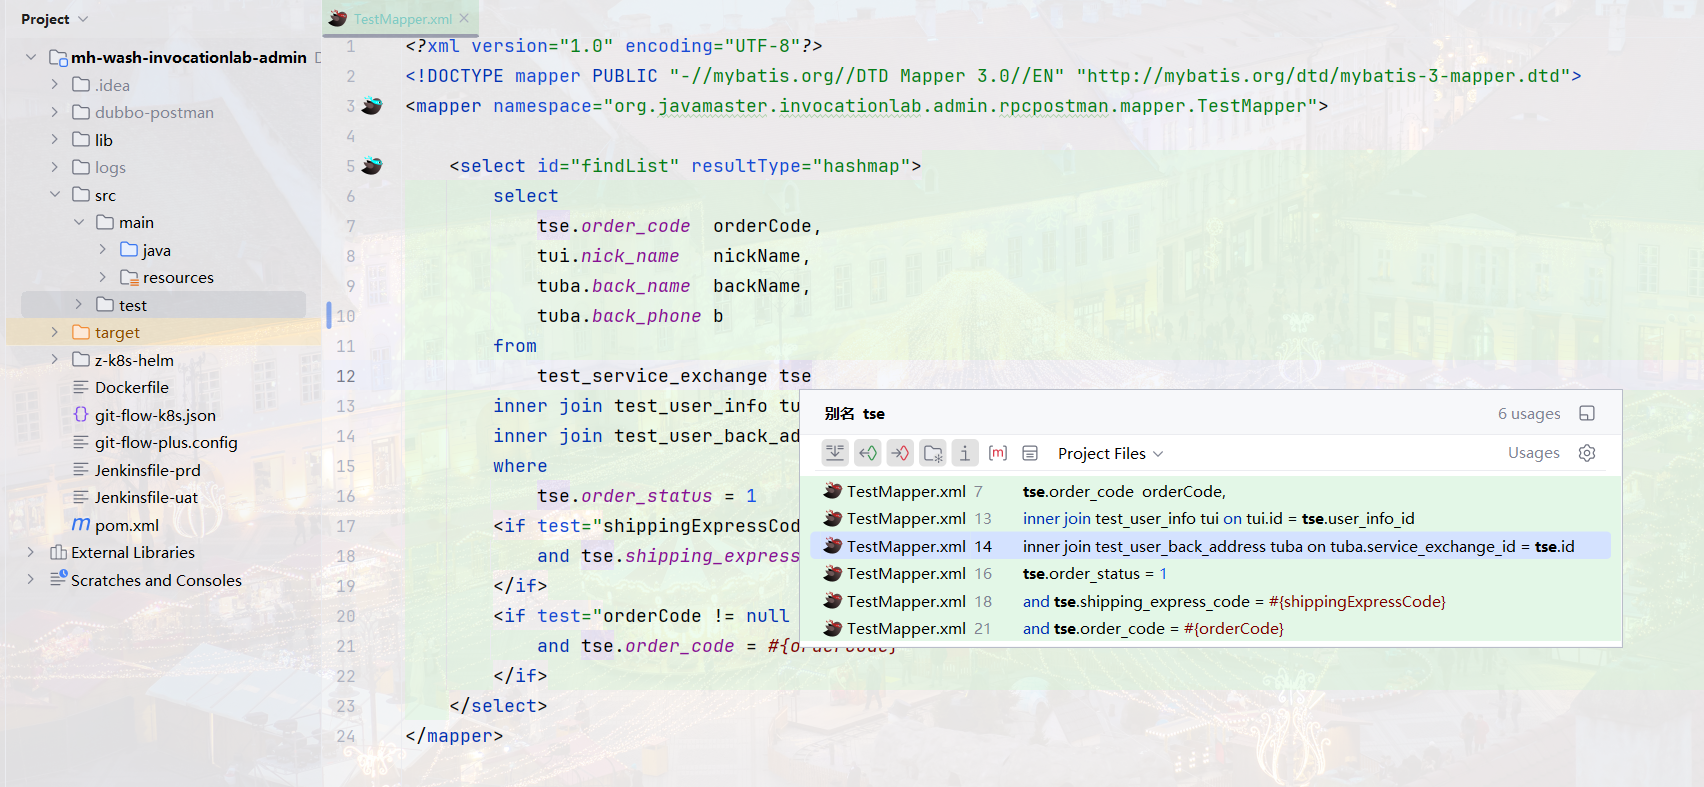 Project
mh-wash-invocationlab-admin
.idea
dubbo-postman
lib
logs
src
main
java
resources
test
target
z-k8s-helm
Dockerfile
git-flow-k8s.json
git-flow-plus.config
Jenkinsfile-prd
Jenkinsfile-uat
pom.xml
External Libraries
Scratches and Consoles
TestMapper.xml
1 <?xml version="1.0" encoding="UTF-8"?>
2 <!DOCTYPE mapper PUBLIC "-//mybatis.org//DTD Mapper 3.0//EN" "http://mybatis.org/dtd/mybatis-3-mapper.dtd">
3 <mapper namespace="org.javamaster.invocationlab.admin.rpcpostman.mapper.TestMapper">
4
5 <select id="findList" resultType="hashmap">
6 select
7 tse.order_code orderCode,
8 tui.nick_name nickName,
9 tuba.back_name backName,
10 tuba.back_phone b
11 from
12 test_service_exchange tse
13 inner join test_user_info tu
14 inner join test_user_back_ad
15 where
16 tse.order_status = 1
17 <if test="shippingExpressCod
18 and tse.shipping_express
19 </if>
20 <if test="orderCode != null
21 and tse.order_code = #{orderCode}
22 </if>
23 </select>
24 </mapper>
别名 tse 6 usages
Project Files Usages
TestMapper.xml 7 tse.order_code orderCode,
TestMapper.xml 13 inner join test_user_info tui on tui.id = tse.user_info_id
TestMapper.xml 14 inner join test_user_back_address tuba on tuba.service_exchange_id = tse.id
TestMapper.xml 16 tse.order_status = 1
TestMapper.xml 18 and tse.shipping_express_code = #{shippingExpressCode}
TestMapper.xml 21 and tse.order_code = #{orderCode}